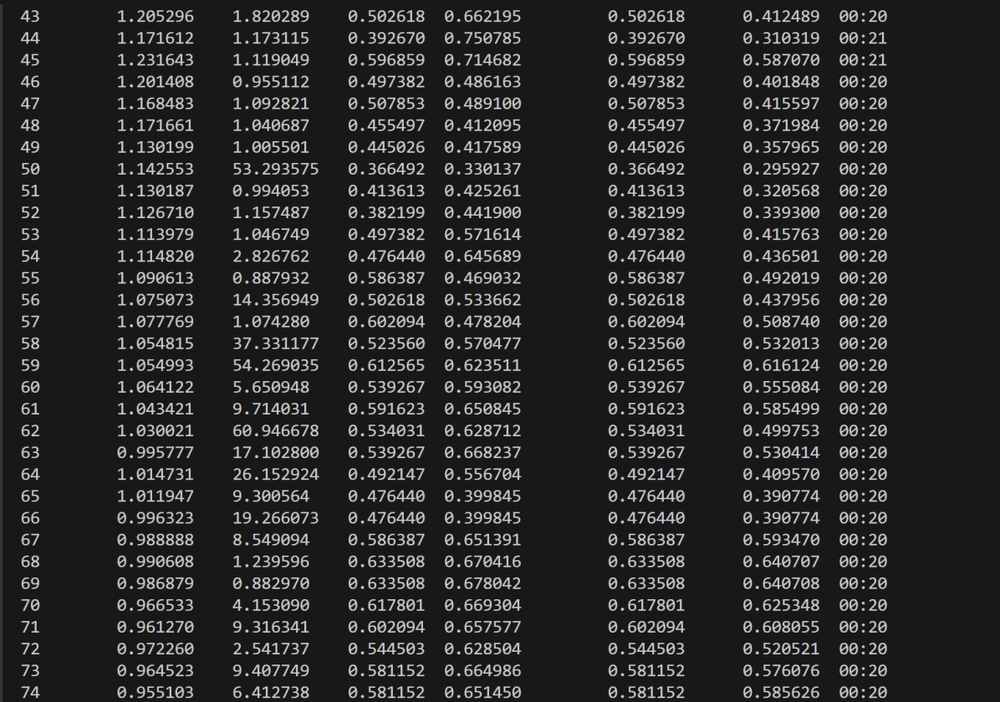 43 1.205296 1.820289 0.502618 0.662195 0.502618 0.412489 00:20
44 1.171612 1.173115 0.392670 0.750785 0.392670 0.310319 00:21
45 1.231643 1.119049 0.596859 0.714682 0.596859 0.587070 00:21
46 1.201408 0.955112 0.497382 0.486163 0.497382 0.401848 00:20
47 1.168483 1.092821 0.507853 0.489100 0.507853 0.415597 00:20
48 1.171661 1.040687 0.455497 0.412095 0.455497 0.371984 00:20
49 1.130199 1.005501 0.445026 0.417589 0.445026 0.357965 00:20
50 1.142553 53.293575 0.366492 0.330137 0.366492 0.295927 00:20
51 1.130187 0.994053 0.413613 0.425261 0.413613 0.320568 00:20
52 1.126710 1.157487 0.382199 0.441900 0.382199 0.339300 00:20
53 1.113979 1.046749 0.497382 0.571614 0.497382 0.415763 00:20
54 1.114820 2.826762 0.476440 0.645689 0.476440 0.436501 00:20
55 1.090613 0.887932 0.586387 0.469032 0.586387 0.492019 00:20
56 1.075073 14.356949 0.502618 0.533662 0.502618 0.437956 00:20
57 1.077769 1.074280 0.602094 0.478204 0.602094 0.508740 00:20
58 1.054815 37.331177 0.523560 0.570477 0.523560 0.532013 00:20
59 1.054993 54.269035 0.612565 0.623511 0.612565 0.616124 00:20
60 1.064122 5.650948 0.539267 0.593082 0.539267 0.555084 00:20
61 1.043421 9.714031 0.591623 0.650845 0.591623 0.585499 00:20
62 1.030021 60.946678 0.534031 0.628712 0.534031 0.499753 00:20
63 0.995777 17.102800 0.539267 0.668237 0.539267 0.530414 00:20
64 1.014731 26.152924 0.492147 0.556704 0.492147 0.409570 00:20
65 1.011947 9.300564 0.476440 0.399845 0.476440 0.390774 00:20
66 0.996323 19.266073 0.476440 0.399845 0.476440 0.390774 00:20
67 0.988888 8.549094 0.586387 0.651391 0.586387 0.593470 00:20
68 0.990608 1.239596 0.633508 0.670416 0.633508 0.640707 00:20
69 0.986879 0.882970 0.633508 0.678042 0.633508 0.640708 00:20
70 0.966533 4.153090 0.617801 0.669304 0.617801 0.625348 00:20
71 0.961270 9.316341 0.602094 0.657577 0.602094 0.608055 00:20
72 0.972260 2.541737 0.544503 0.628504 0.544503 0.520521 00:20
73 0.964523 9.407749 0.581152 0.664986 0.581152 0.576076 00:20
74 0.955103 6.412738 0.581152 0.651450 0.581152 0.585626 00:20